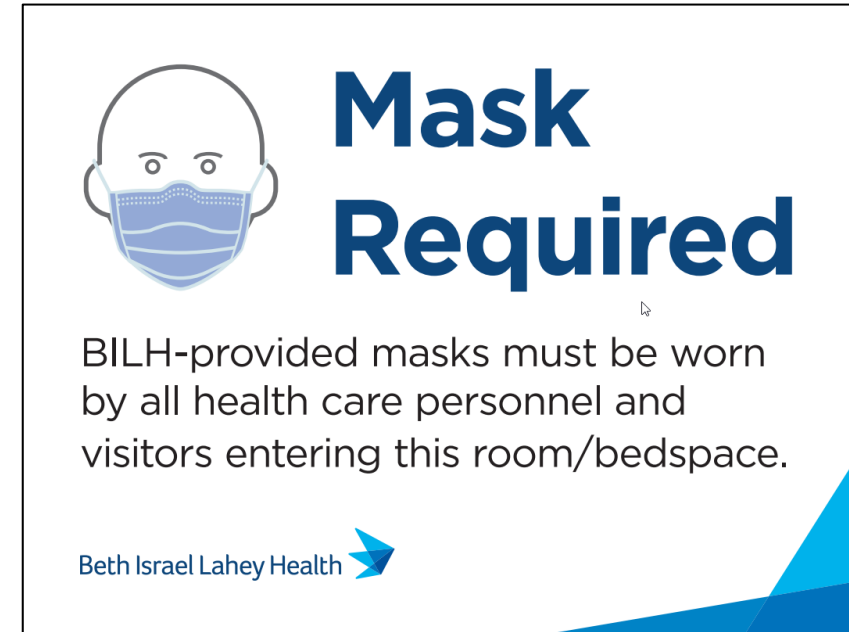 Mask
Required
BILH-provided masks must be worn
by all health care personnel and
visitors entering this room/bedspace.
Beth Israel Lahey Health